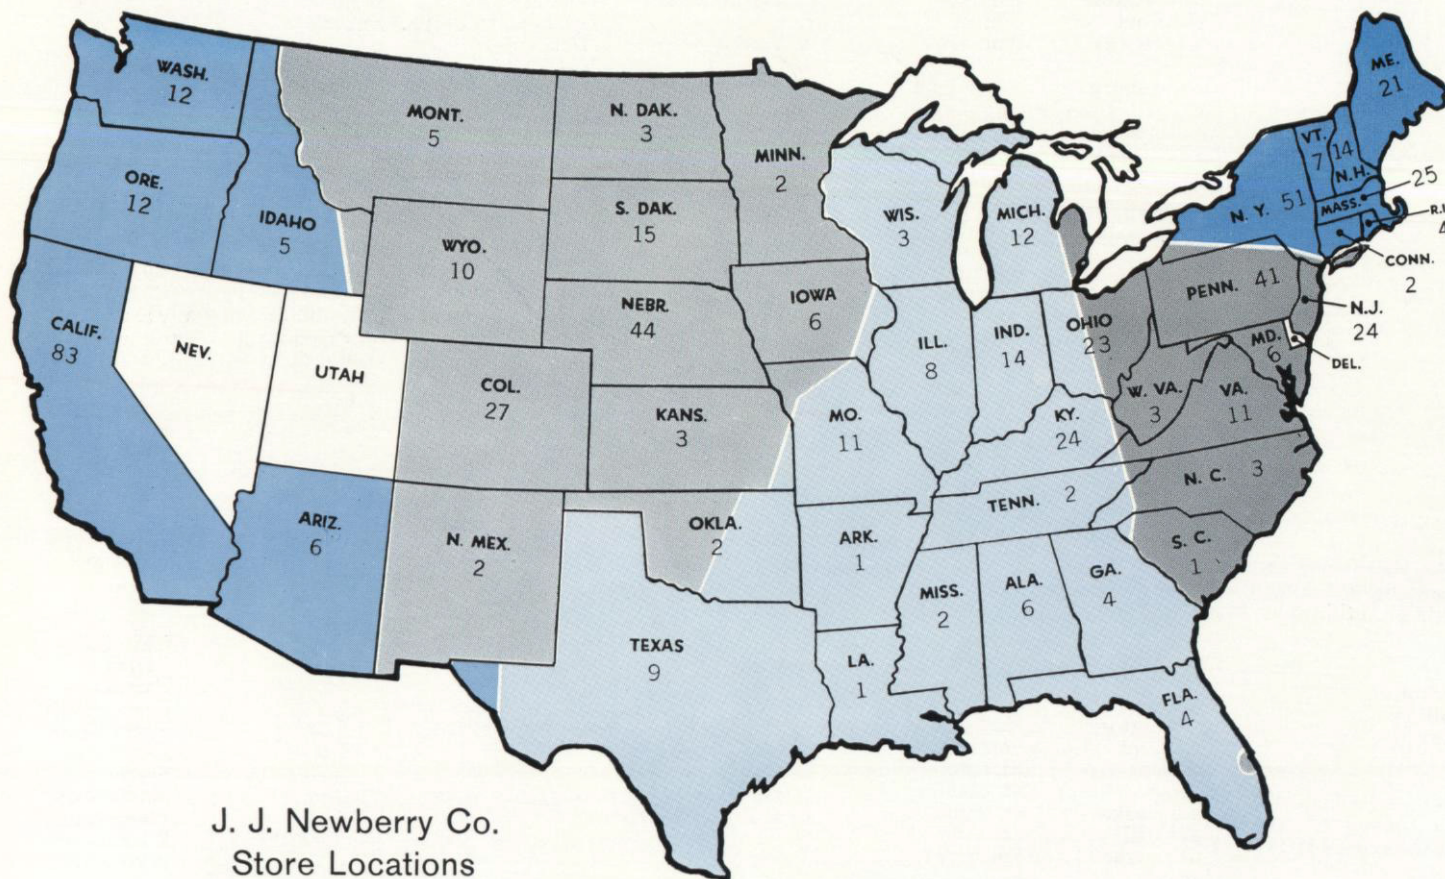 WASH.
12
ORE.
12
CALIF.
83
NEV.
IDAHO
5
UTAH
ARIZ.
6
MONT.
5
WYO.
10
COL.
27
N. MEX.
2
N. DAK.
3
S. DAK.
15
NEBR.
44
KANS.
3
OKLA.
2
TEXAS
9
MINN.
2
IOWA
6
MO.
11
ARK.
1
LA.
1
WIS.
3
ILL.
8
MICH.
12
IND.
14
OHIO
23
KY.
24
TENN. 2
MISS.
2
ALA.
6
GA.
4
FLA.
4
S. C.
1
N. C. 3
VA.
11
W. VA.
3
MD.
6
DEL.
PENN. 41
N.J.
24
N. Y. 51
CONN.
2
R.I
4
MASS.
25
VT.
7
14
N.H.
ME.
21
J. J. Newberry Co.
Store Locations